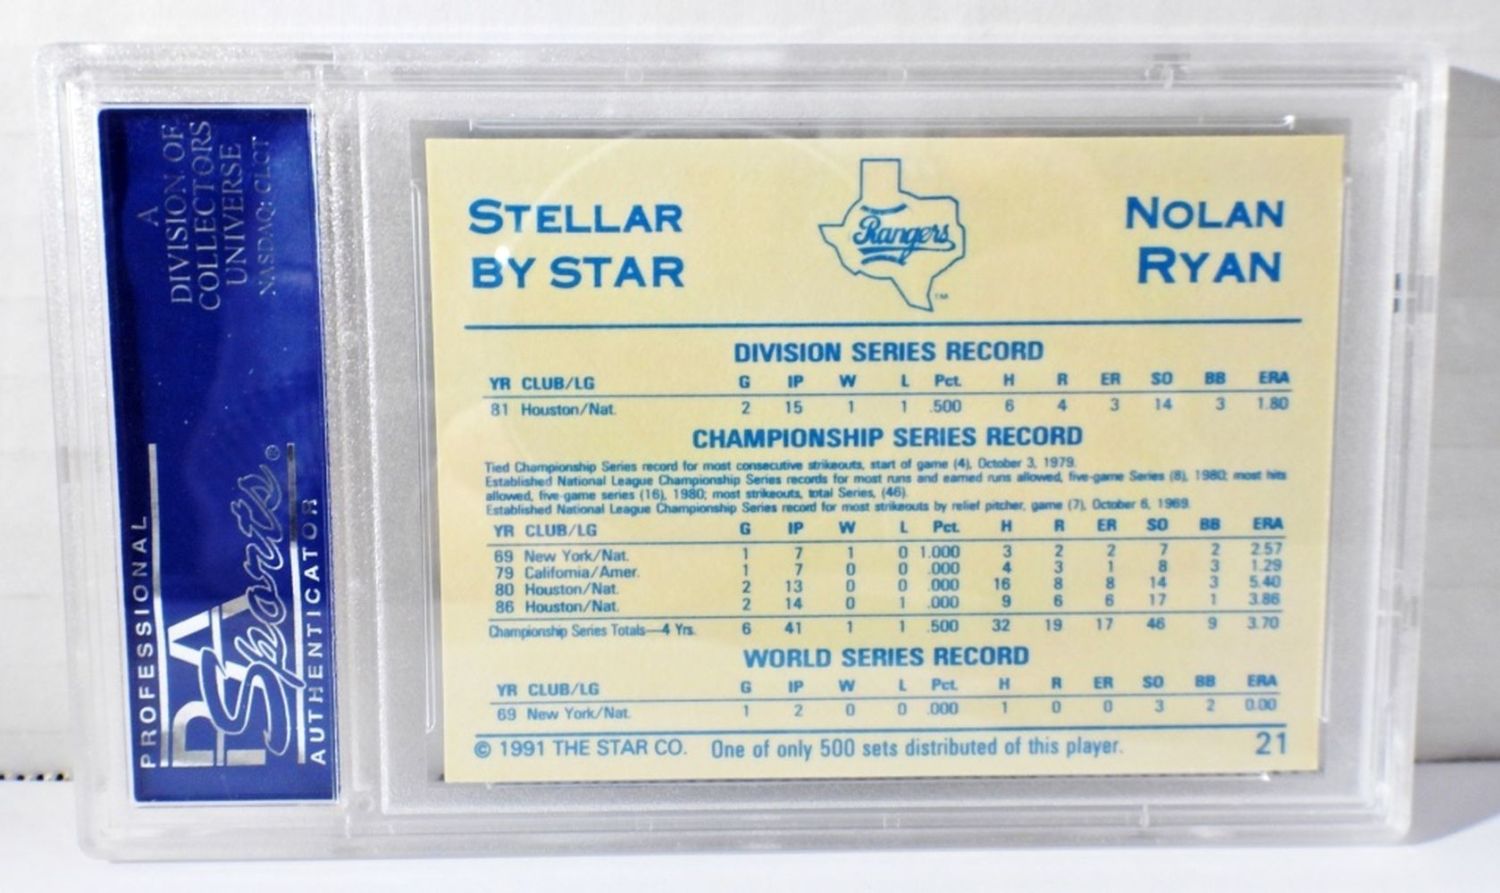 A
DIVISION OF
COLLECTORS
UNIVERSE
NASDAQ: CLCT
PROFESSIONAL
PSA
Sports®
AUTHENTICATOR
STELLAR
BY STAR
Rangers
TM
NOLAN
RYAN
DIVISION SERIES RECORD
YR CLUB/LG G IP W L Pct. H R ER SO BB ERA
81 Houston/Nat. 2 15 1 1 .500 6 4 3 14 3 1.80
CHAMPIONSHIP SERIES RECORD
Tied Championship Series record for most consecutive strikeouts, start of game (4), October 3, 1979.
Established National League Championship Series records for most runs and earned runs allowed, five-game Series (8), 1980; most hits
allowed, five-game series (16), 1980; most strikeouts, total Series, (46).
Established National League Championship Series record for most strikeouts by relief pitcher, game (7), October 6, 1969.
YR CLUB/LG G IP W L Pct. H R ER SO BB ERA
69 New York/Nat. 1 7 1 0 1.000 3 2 2 7 2 2.57
79 California/Amer. 1 7 0 0 .000 4 3 1 8 3 1.29
80 Houston/Nat. 2 13 0 0 .000 16 8 8 14 3 5.40
86 Houston/Nat. 2 14 0 1 .000 9 6 6 17 1 3.86
Championship Series Totals—4 Yrs. 6 41 1 1 .500 32 19 17 46 9 3.70
WORLD SERIES RECORD
YR CLUB/LG G IP W L Pct. H R ER SO BB ERA
69 New York/Nat. 1 2 0 0 .000 1 0 0 3 2 0.00
© 1991 THE STAR CO. One of only 500 sets distributed of this player. 21